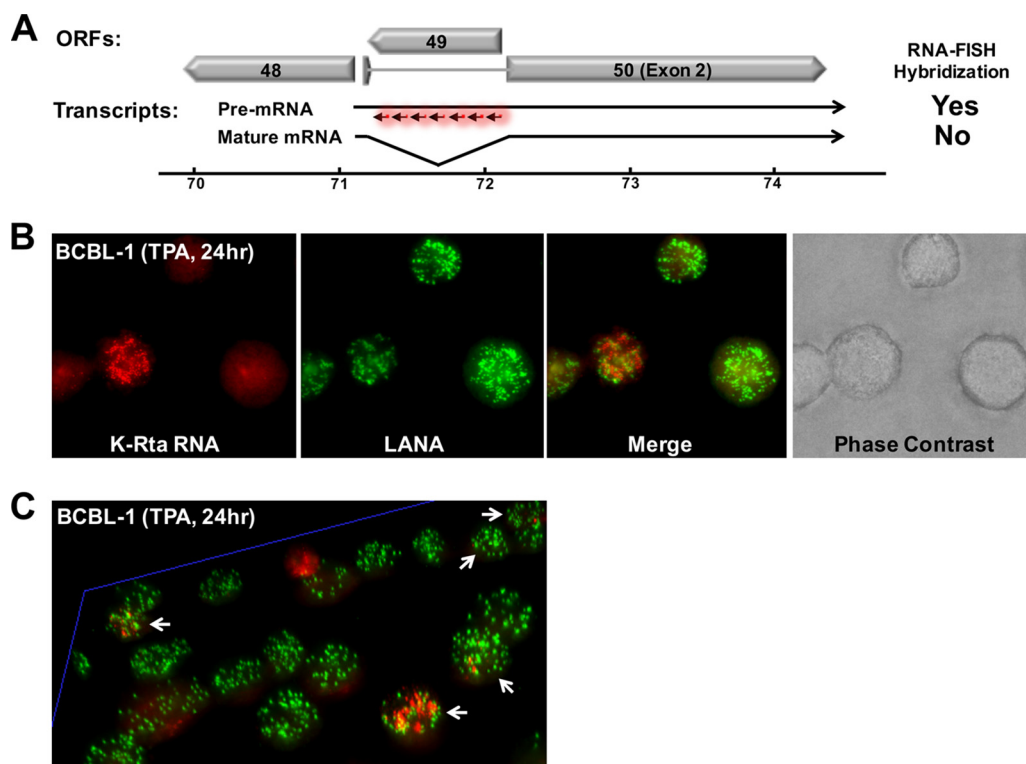 A
ORFs:
49
48
50 (Exon 2)
RNA-FISH
Hybridization
Transcripts:
Pre-mRNA
Yes
Mature mRNA
No
70 71 72 73 74
B
BCBL-1 (TPA, 24hr)
K-Rta RNA
LANA
Merge
Phase Contrast
C
BCBL-1 (TPA, 24hr)